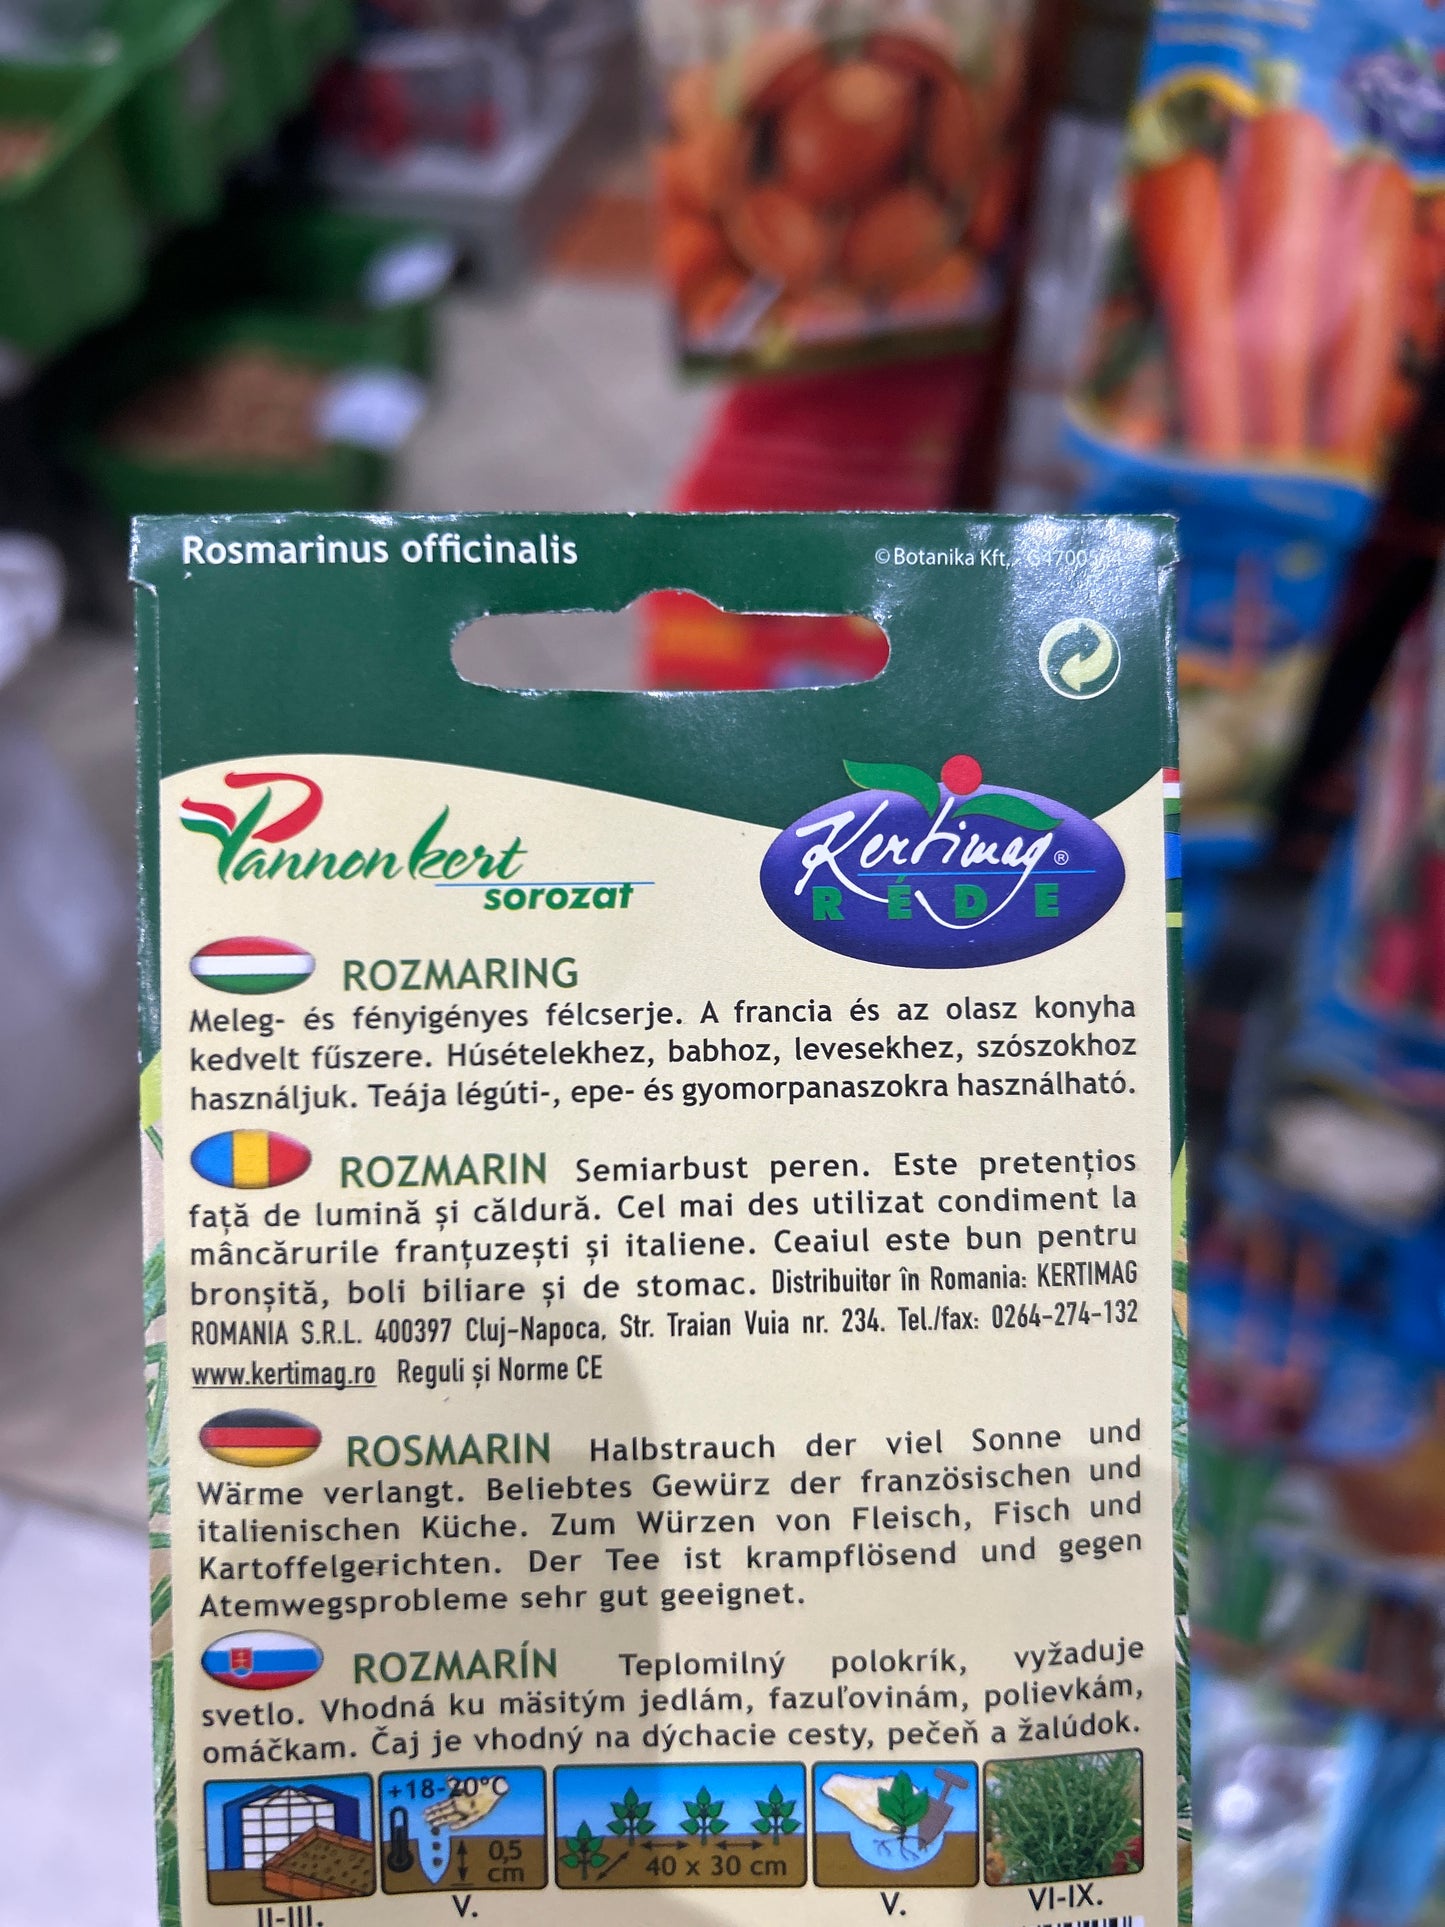 Rosmarinus officinalis
© Botanika Kft.
Pannonkert
sorozat
Kertimag®
RÉDE
ROZMARING
Meleg- és fényigényes félcserje. A francia és az olasz konyha
kedvelt fűszere. Húsételekhez, babhoz, levesekhez, szószokhoz
használjuk. Teája légúti-, epe- és gyomorpanaszokra használható.
ROZMARIN Semiarbust peren. Este pretențios
față de lumină și căldură. Cel mai des utilizat condiment la
mâncărurile franțuzești și italiene. Ceaiul este bun pentru
bronșită, boli biliare și de stomac. Distribuitor în Romania: KERTIMAG
ROMANIA S.R.L. 400397 Cluj-Napoca, Str. Traian Vuia nr. 234. Tel./fax: 0264-274-132
www.kertimag.ro Reguli și Norme CE
ROSMARIN Halbstrauch der viel Sonne und
Wärme verlangt. Beliebtes Gewürz der französischen und
italienischen Küche. Zum Würzen von Fleisch, Fisch und
Kartoffelgerichten. Der Tee ist krampflösend und gegen
Atemwegsprobleme sehr gut geeignet.
ROZMARÍN Teplomilný polokrík, vyžaduje
svetlo. Vhodná ku mäsitým jedlám, fazuľovinám, polievkám,
omáčkam. Čaj je vhodný na dýchacie cesty, pečeň a žalúdok.
+18-20°C
0,5
cm
40 x 30 cm
II-III. V. V. VI-IX.